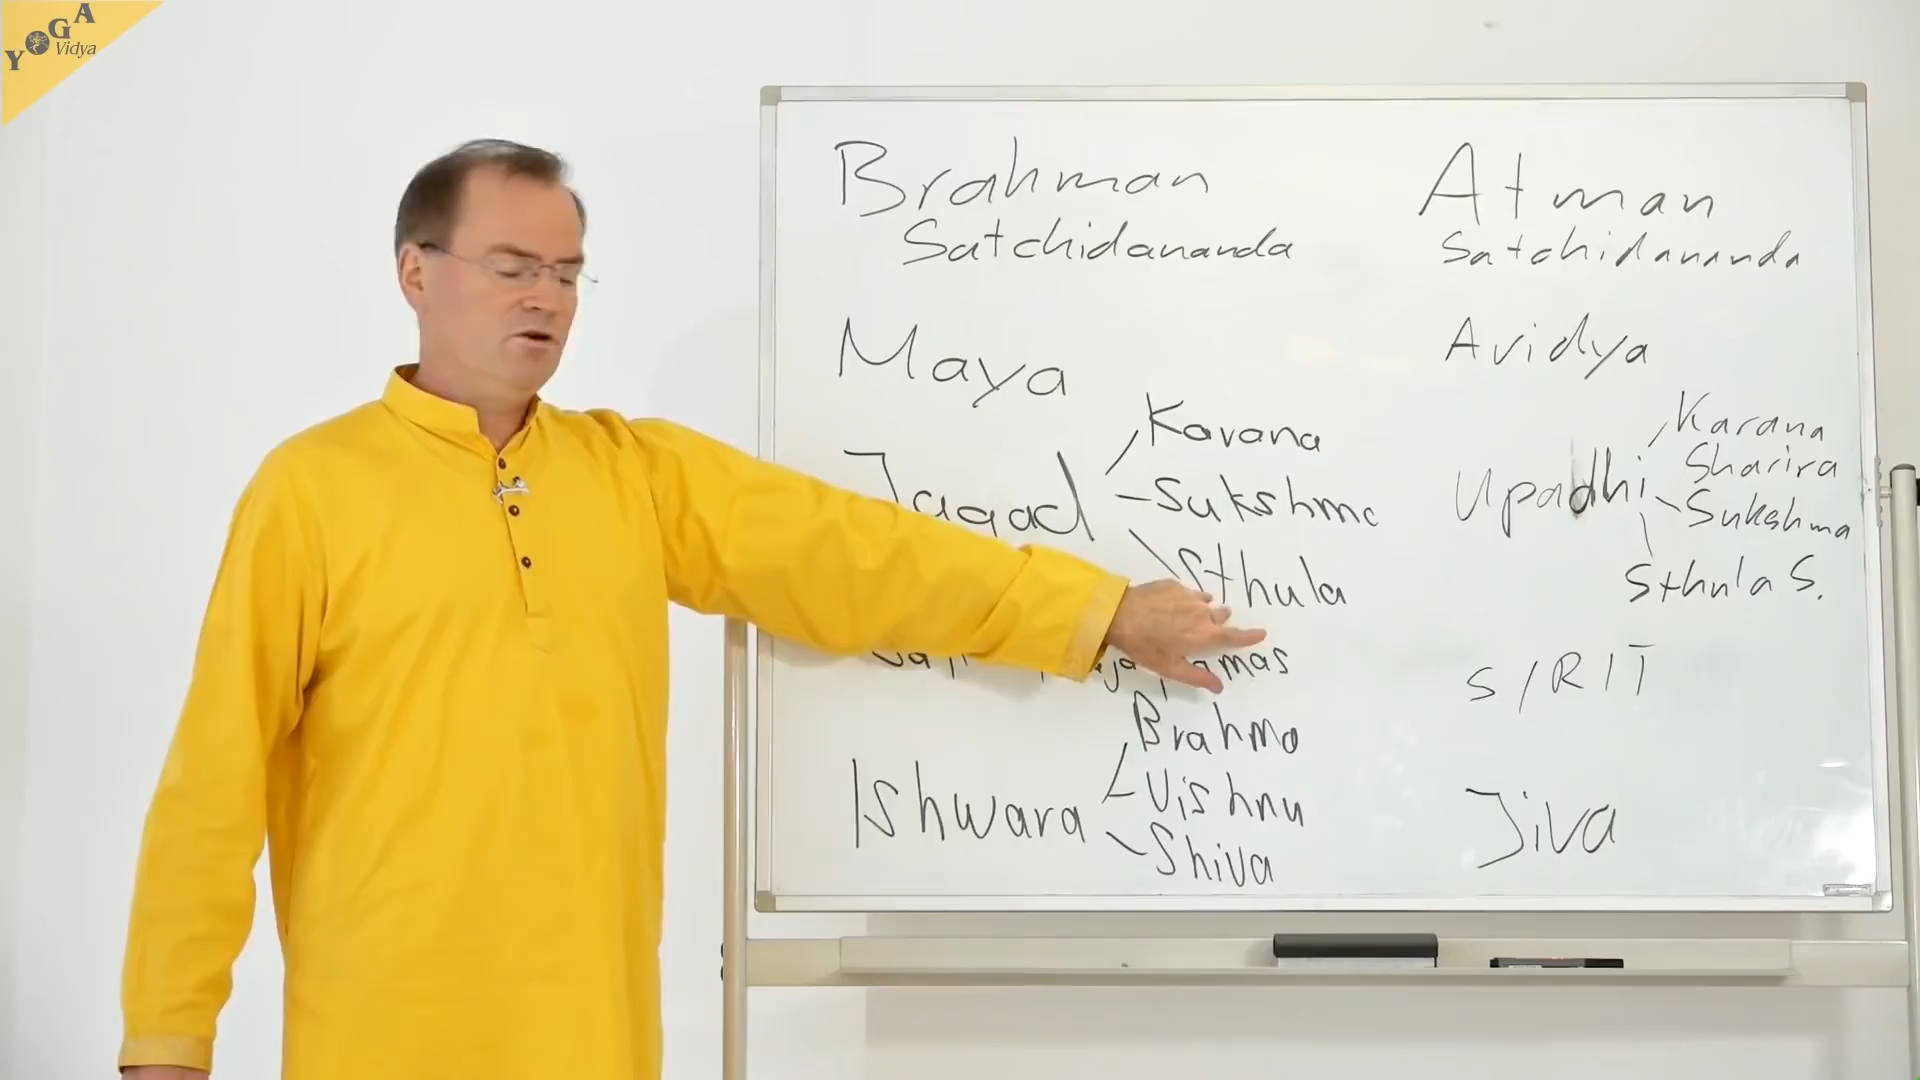 YOGA
Vidya
Brahman
Satchidananda
Maya
Jagad
Karana
Sukshma
Sthula
Ishwara
Brahma
Vishnu
Shiva
Atman
Satchidananda
Avidya
Upadhi
Karana
Sharira
Sukshma
Sthula S.
S/R/T
Jiva